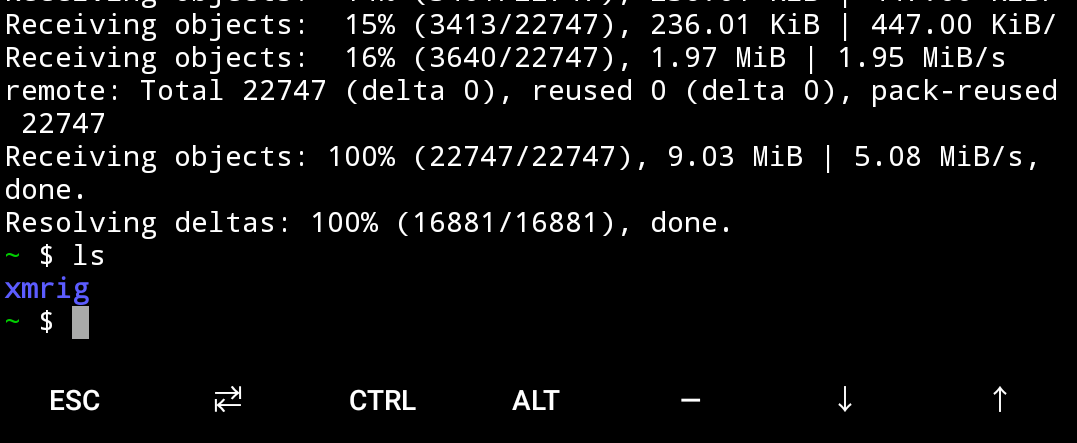 Receiving objects:  15% (3413/22747), 236.01 KiB | 447.00 KiB/
Receiving objects:  16% (3640/22747), 1.97 MiB | 1.95 MiB/s
remote: Total 22747 (delta 0), reused 0 (delta 0), pack-reused
 22747
Receiving objects: 100% (22747/22747), 9.03 MiB | 5.08 MiB/s,
done.
Resolving deltas: 100% (16881/16881), done.
~ $ ls
xmrig
~ $
ESC ⇄ CTRL ALT — ↓ ↑